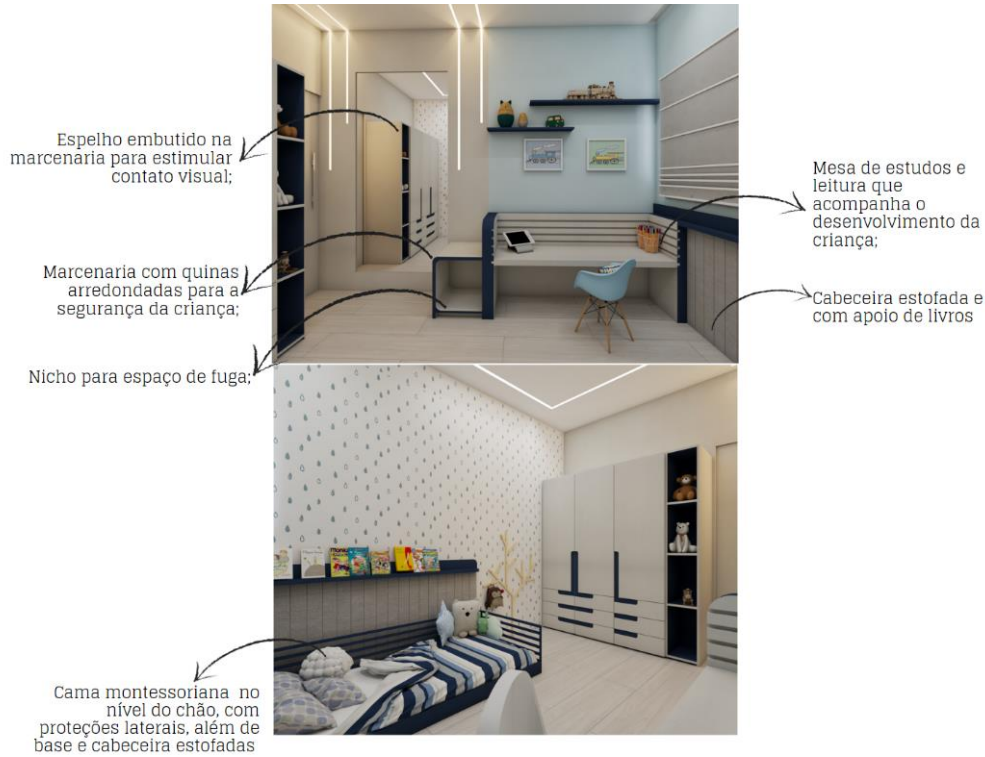 Espelho embutido na
marcenaria para estimular
contato visual;
Marcenaria com quinas
arredondadas para a
segurança da criança;
Nicho para espaço de fuga;
Mesa de estudos e
leitura que
acompanha o
desenvolvimento da
criança;
Cabeceira estofada e
com apoio de livros
Cama montessoriana no
nível do chão, com
proteções laterais, além de
base e cabeceira estofadas